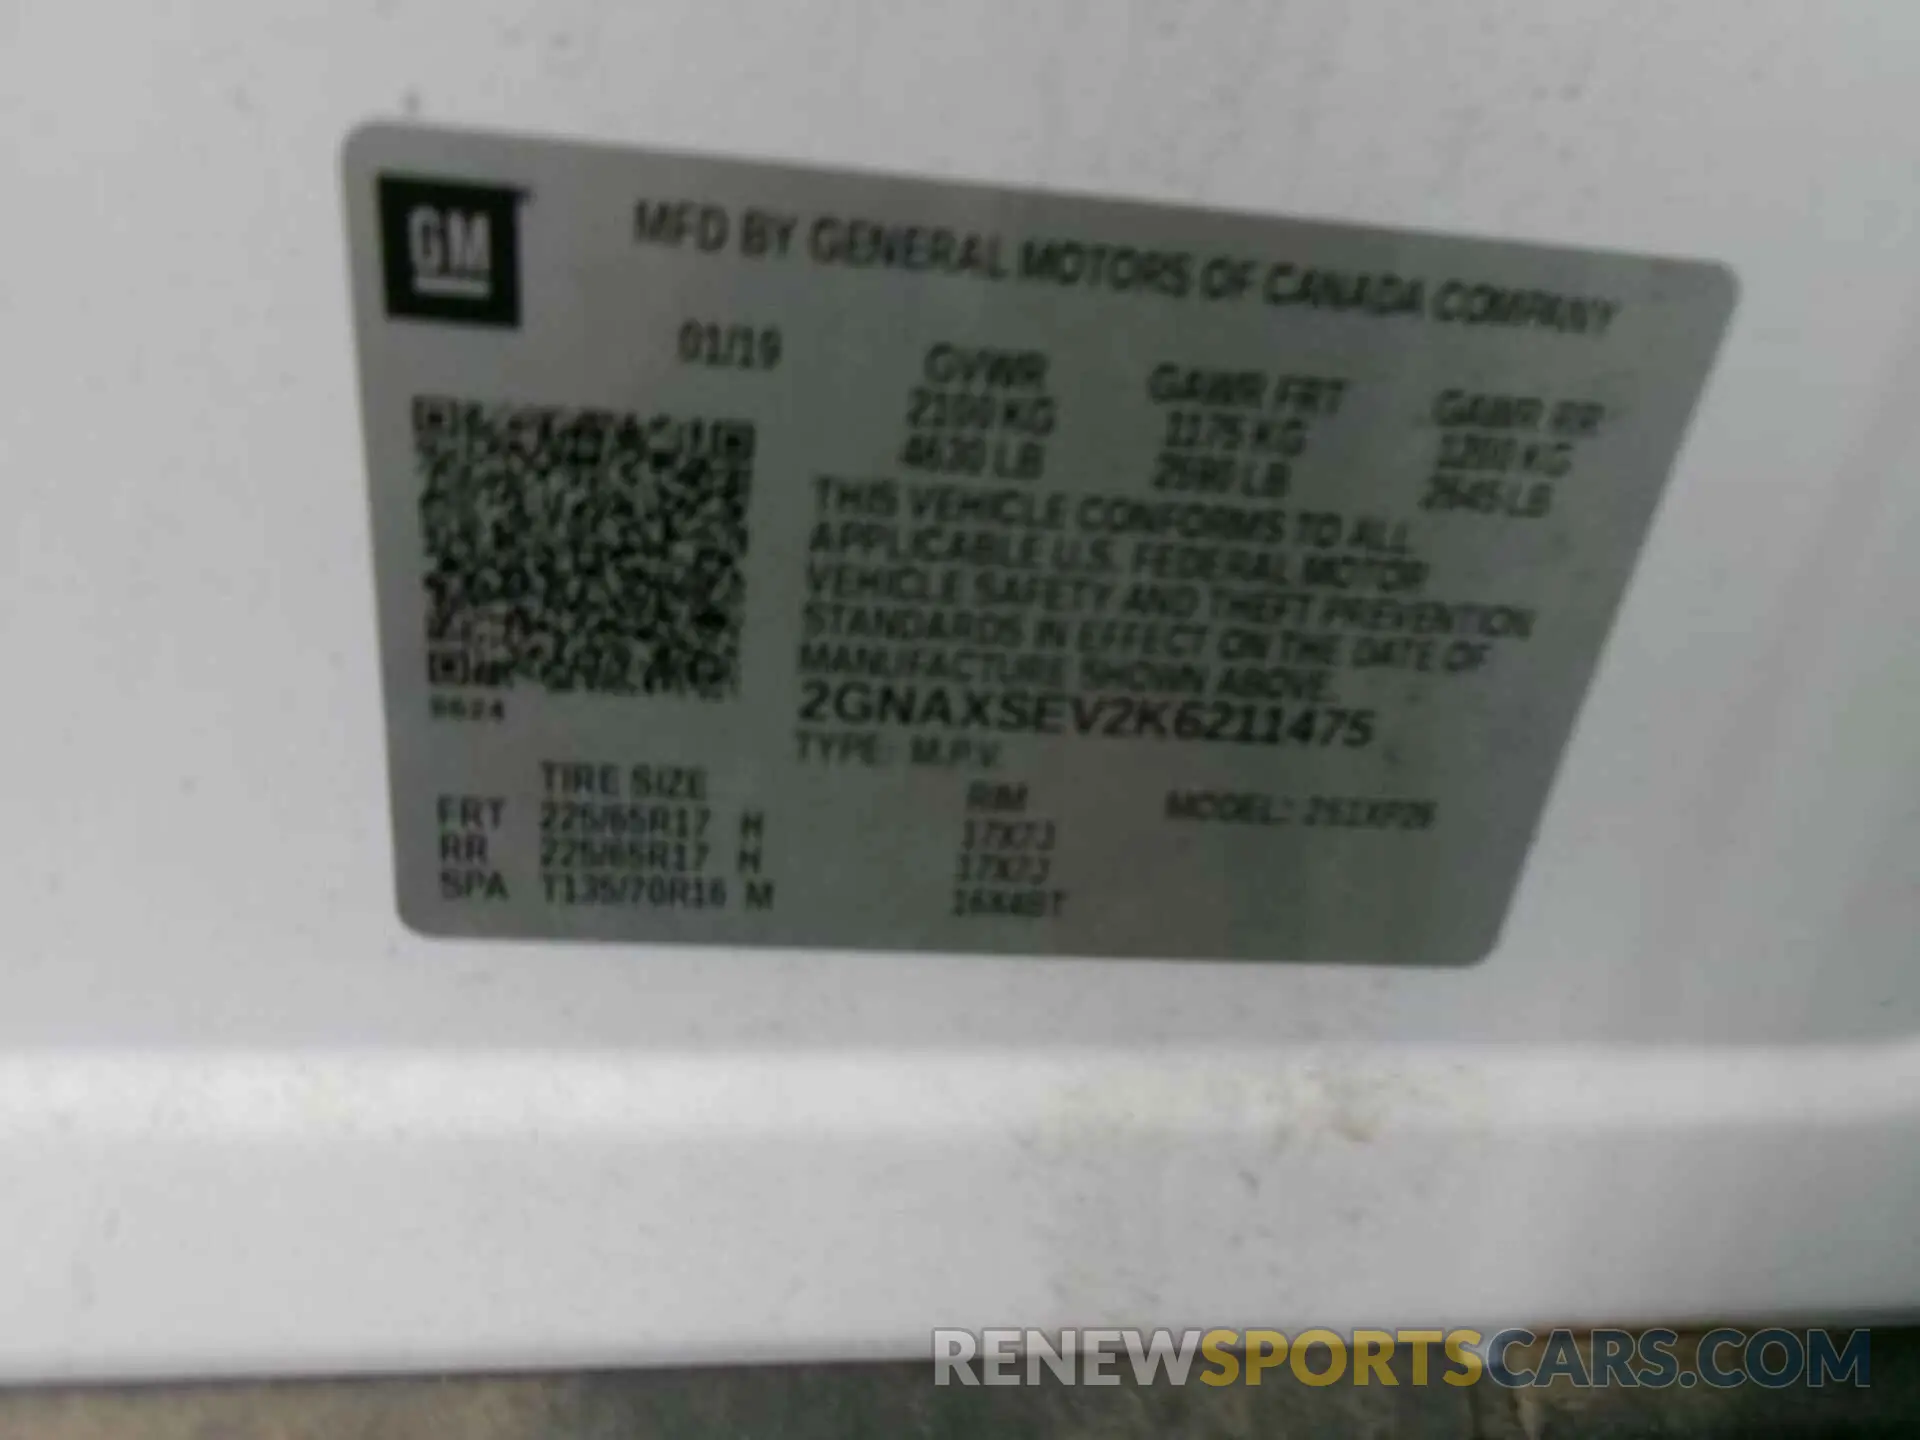 GM
MFD BY GENERAL MOTORS OF CANADA COMPANY
01/19
GVWR GAWR FRT GAWR RR
2100 KG 1175 KG 1200 KG
4630 LB 2590 LB 2645 LB
THIS VEHICLE CONFORMS TO ALL
APPLICABLE U.S. FEDERAL MOTOR
VEHICLE SAFETY AND THEFT PREVENTION
STANDARDS IN EFFECT ON THE DATE OF
MANUFACTURE SHOWN ABOVE.
2GNAXSEV2K6211475
TYPE: M.P.V.
MODEL:
TIRE SIZE RIM
FRT 225/65R17 H 17X7J
RR 225/65R17 H 17X7J
SPA T135/70R16 M
RENEWSPORTSCARS.COM